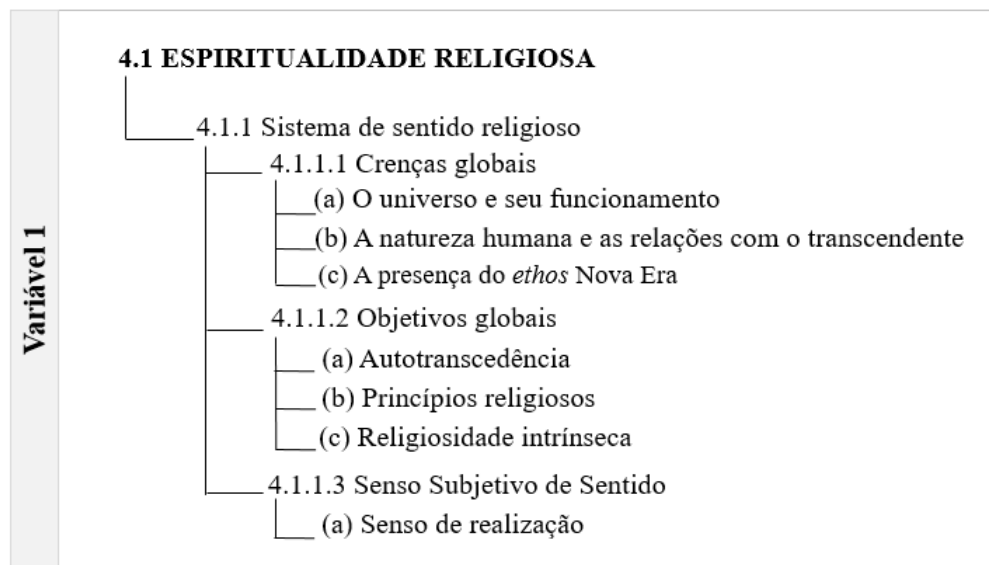 Variável 1
4.1 ESPIRITUALIDADE RELIGIOSA
4.1.1 Sistema de sentido religioso
4.1.1.1 Crenças globais
(a) O universo e seu funcionamento
(b) A natureza humana e as relações com o transcendente
(c) A presença do ethos Nova Era
4.1.1.2 Objetivos globais
(a) Autotranscedência
(b) Princípios religiosos
(c) Religiosidade intrínseca
4.1.1.3 Senso Subjetivo de Sentido
(a) Senso de realização